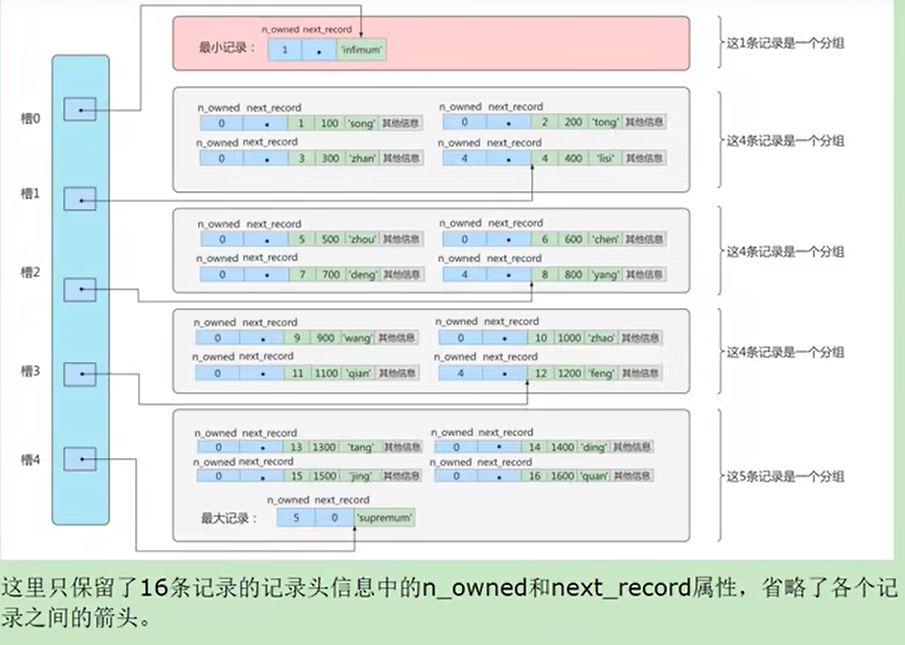 n_owned next_record
最小记录： 1 • 'infimum'
这1条记录是一个分组
槽0
n_owned next_record n_owned next_record
0 • 1 100 'song' 其他信息 0 • 2 200 'tong' 其他信息
这4条记录是一个分组
n_owned next_record n_owned next_record
0 • 3 300 'zhan' 其他信息 4 • 4 400 'lisi' 其他信息
槽1
n_owned next_record n_owned next_record
0 • 5 500 'zhou' 其他信息 0 • 6 600 'chen' 其他信息
这4条记录是一个分组
n_owned next_record n_owned next_record
0 • 7 700 'deng' 其他信息 4 • 8 800 'yang' 其他信息
槽2
n_owned next_record n_owned next_record
0 • 9 900 'wang' 其他信息 0 • 10 1000 'zhao' 其他信息
这4条记录是一个分组
n_owned next_record n_owned next_record
0 • 11 1100 'qian' 其他信息 4 • 12 1200 'feng' 其他信息
槽3
n_owned next_record n_owned next_record
0 • 13 1300 'tang' 其他信息 0 • 14 1400 'ding' 其他信息
n_owned next_record n_owned next_record
0 • 15 1500 'jing' 其他信息 0 • 16 1600 'quan' 其他信息
槽4
这5条记录是一个分组
n_owned next_record
最大记录： 5 0 'supremum'
这里只保留了16条记录的记录头信息中的n_owned和next_record属性，省略了各个记
录之间的箭头。